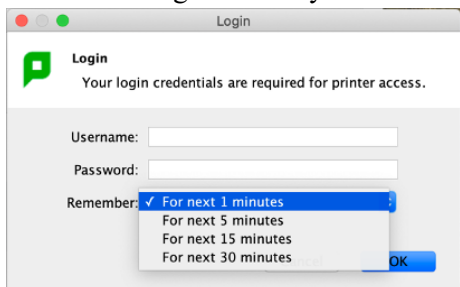 Login
Login
Your login credentials are required for printer access.
Username:
Password:
Remember: ✓ For next 1 minutes
For next 5 minutes
For next 15 minutes
For next 30 minutes
OK